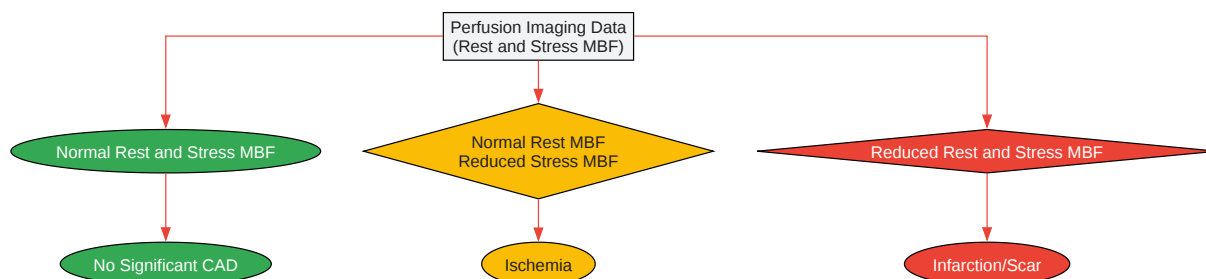 Perfusion Imaging Data
(Rest and Stress MBF)
Normal Rest and Stress MBF
Normal Rest MBF
Reduced Stress MBF
Reduced Rest and Stress MBF
No Significant CAD
Ischemia
Infarction/Scar